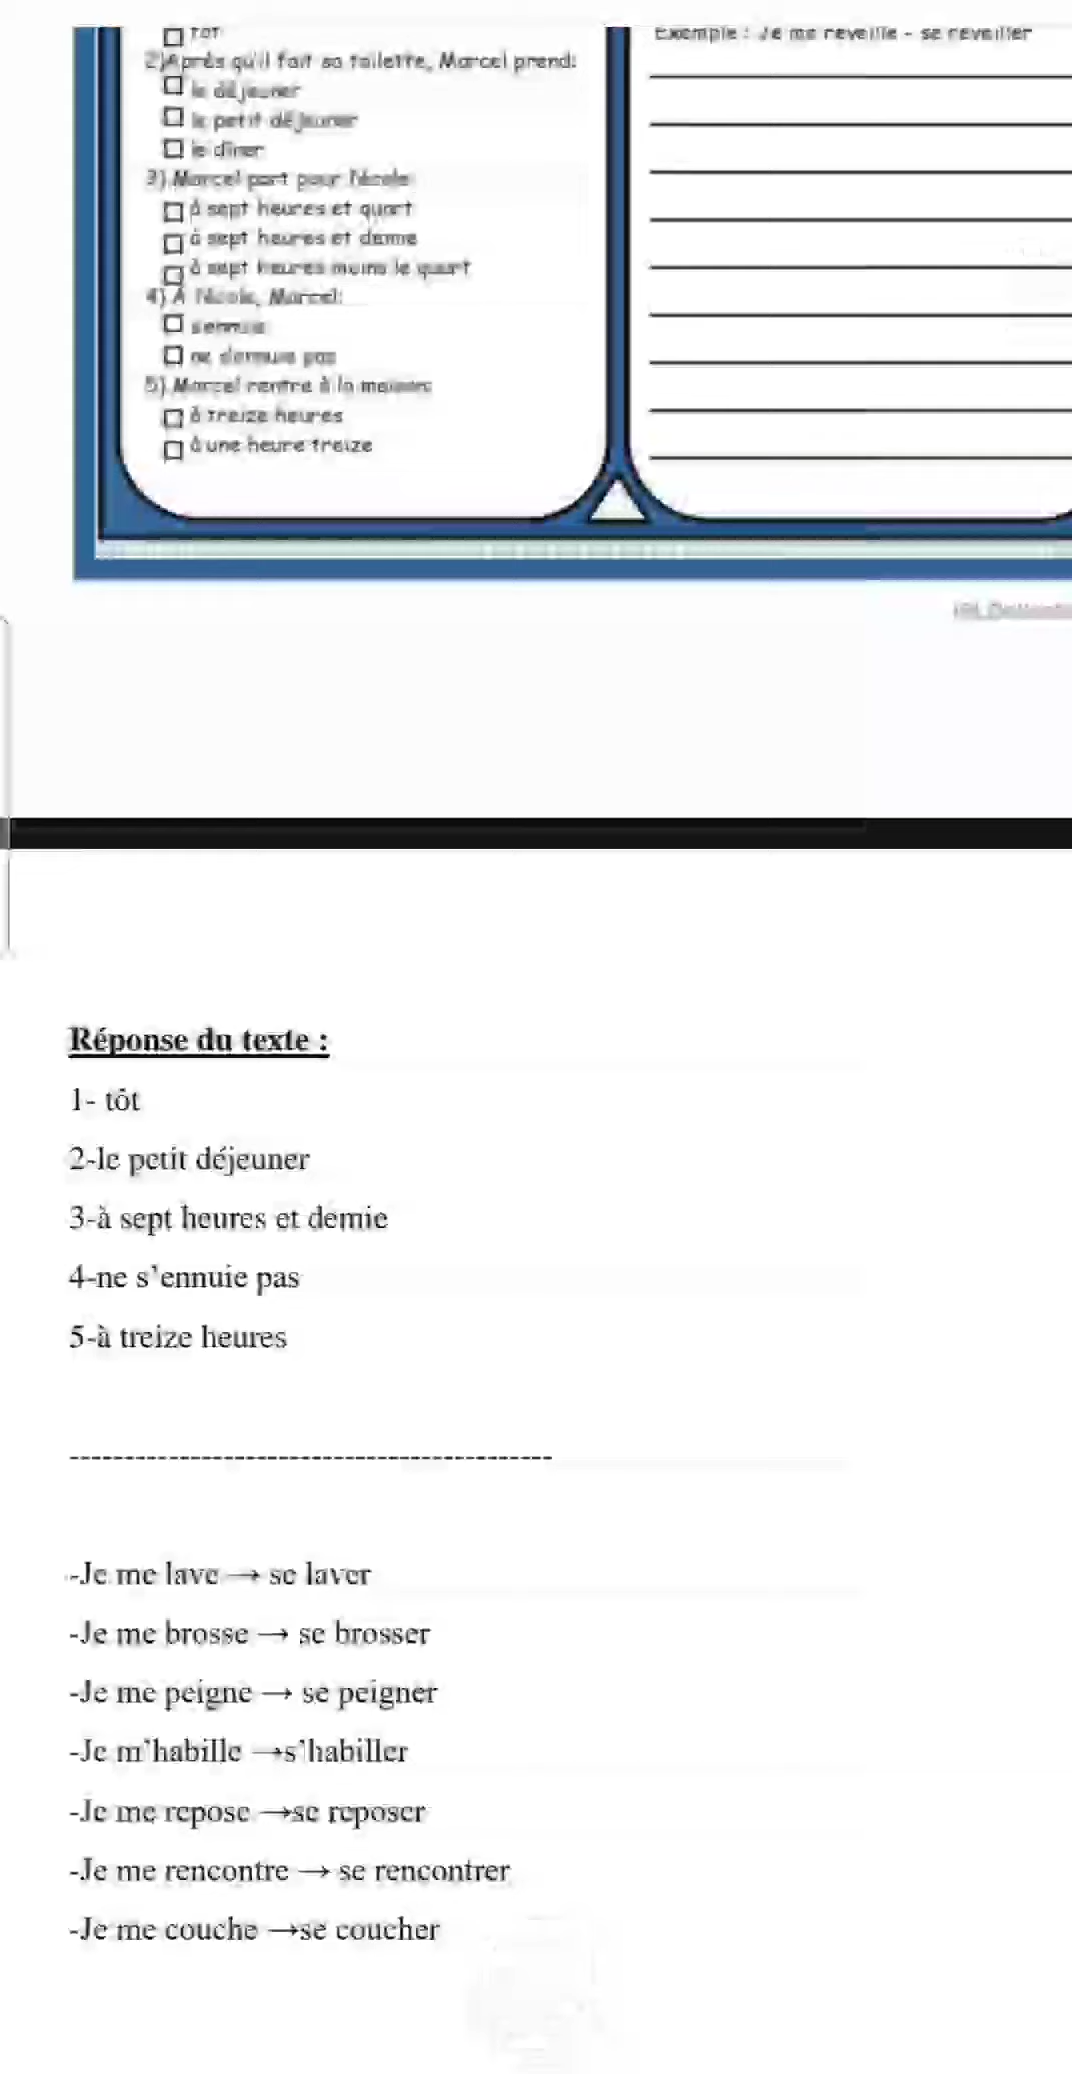 tôt
2)Après qu'il fait sa toilette, Marcel prend:
le déjeuner
le petit déjeuner
le dîner
3) Marcel part pour l'école:
à sept heures et quart
à sept heures et demie
à sept heures moins le quart
4) A l'école, Marcel:
s'ennuie
ne s'ennuie pas
5) Marcel rentre à la maison:
à treize heures
à une heure treize
Exemple : Je me réveille - se réveiller
Réponse du texte :
1- tôt
2-le petit déjeuner
3-à sept heures et demie
4-ne s'ennuie pas
5-à treize heures
-------------------------------------------
-Je me lave → se laver
-Je me brosse → se brosser
-Je me peigne → se peigner
-Je m'habille →s'habiller
-Je me repose →se reposer
-Je me rencontre → se rencontrer
-Je me couche →se coucher